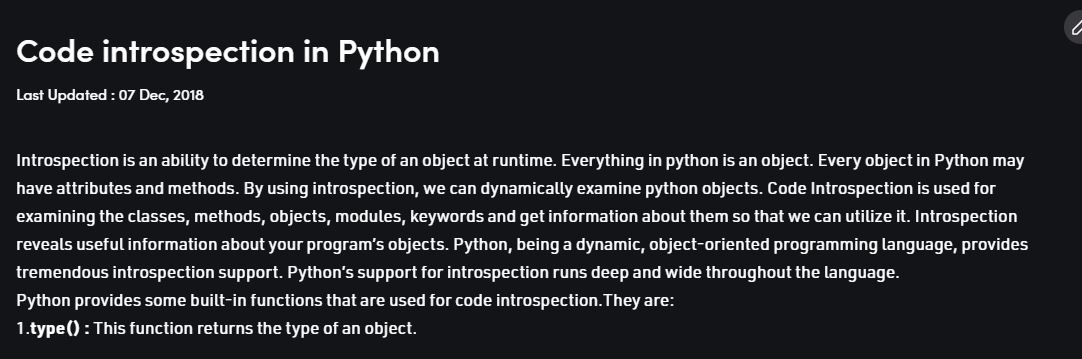 Code introspection in Python
Last Updated : 07 Dec, 2018
Introspection is an ability to determine the type of an object at runtime. Everything in python is an object. Every object in Python may
have attributes and methods. By using introspection, we can dynamically examine python objects. Code Introspection is used for
examining the classes, methods, objects, modules, keywords and get information about them so that we can utilize it. Introspection
reveals useful information about your program's objects. Python, being a dynamic, object-oriented programming language, provides
tremendous introspection support. Python's support for introspection runs deep and wide throughout the language.
Python provides some built-in functions that are used for code introspection.They are:
1.type() : This function returns the type of an object.